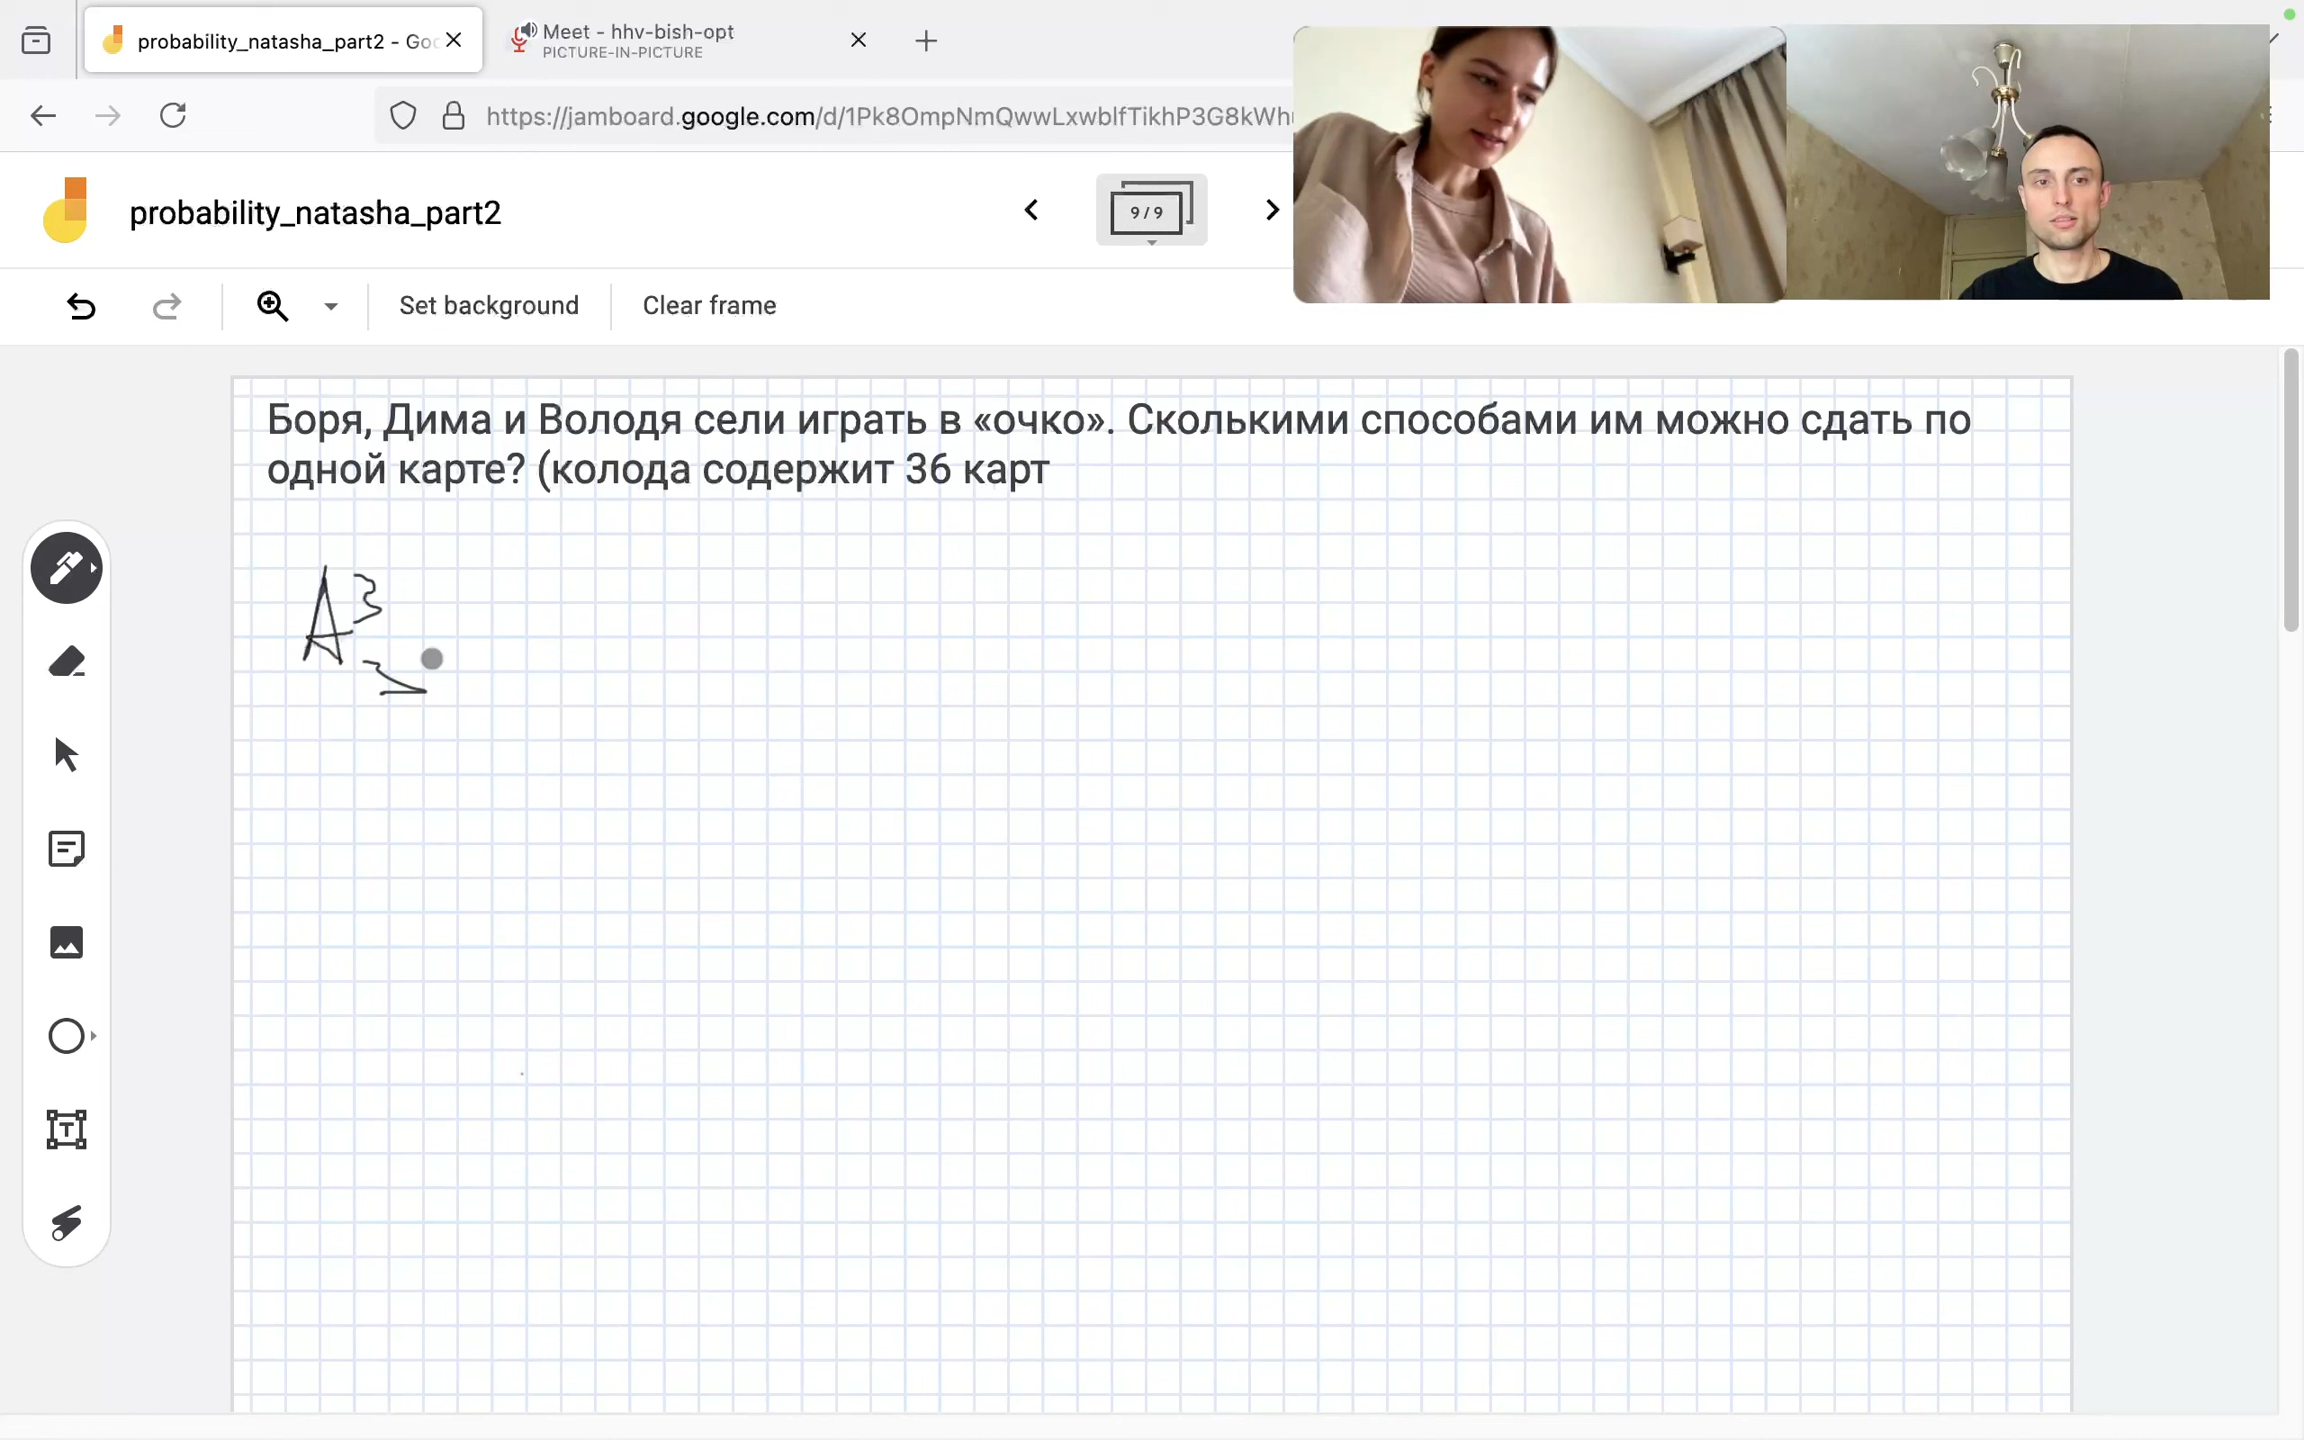 probability_natasha_part2 - Goo
Meet - hhv-bish-opt
PICTURE-IN-PICTURE
https://jamboard.google.com/d/1Pk8OmpNmQwwLxwblfTikhP3G8kWh
probability_natasha_part2
9 / 9
Set background
Clear frame
Боря, Дима и Володя сели играть в «очко». Сколькими способами им можно сдать по
одной карте? (колода содержит 36 карт
A3